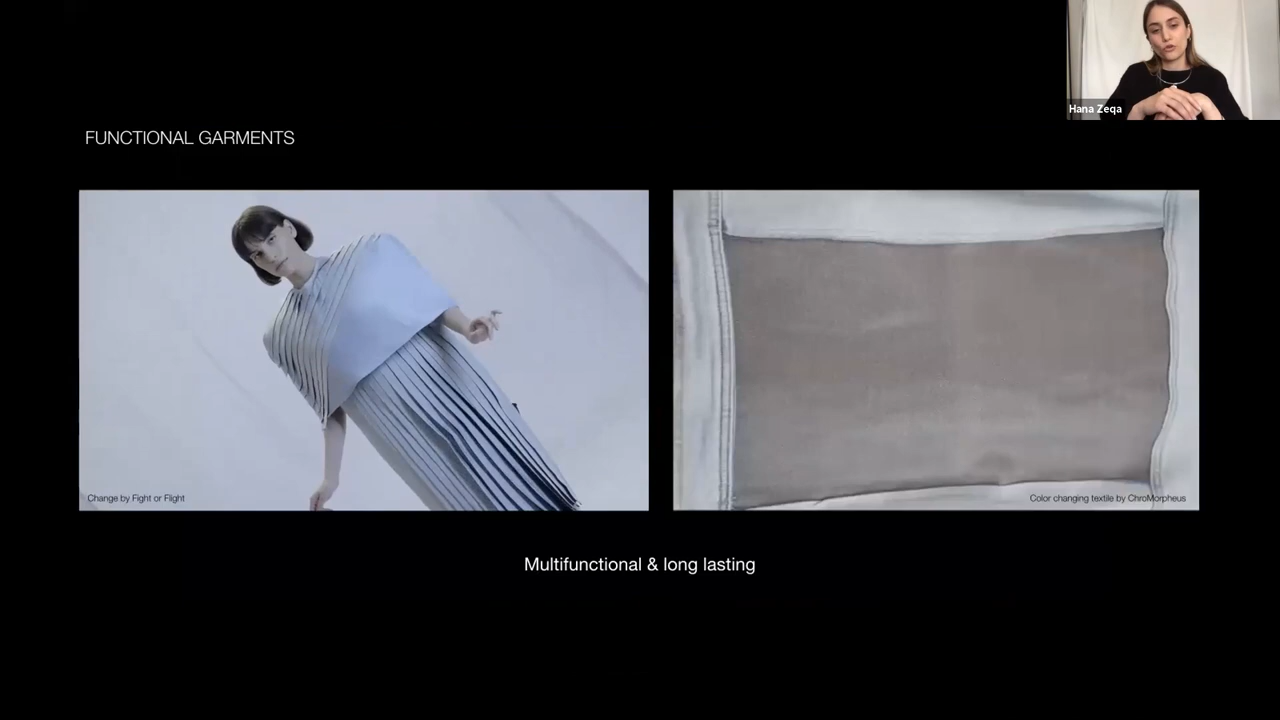 Hana Zeqa
FUNCTIONAL GARMENTS
Change by Fight or Flight
Color changing textile by ChroMorpheus
Multifunctional & long lasting